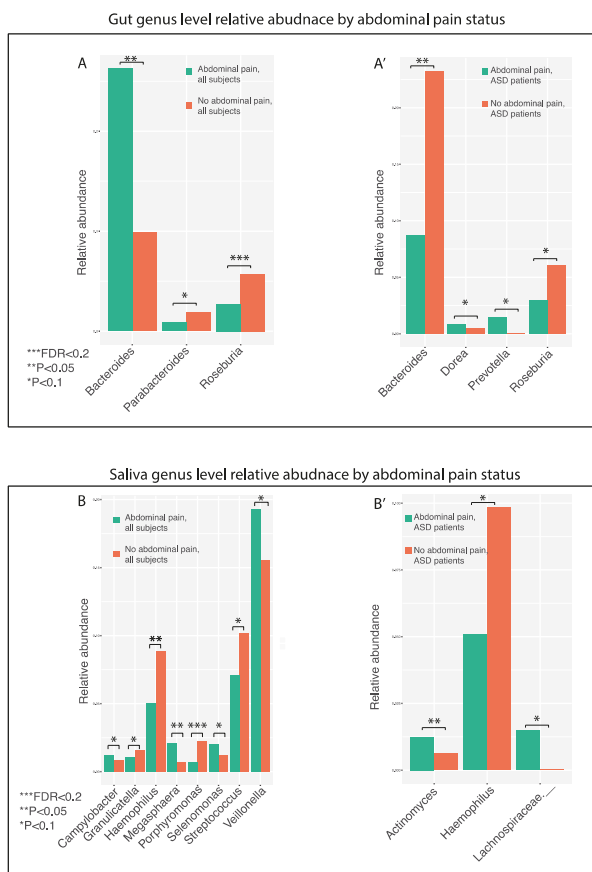 Gut genus level relative abudnace by abdominal pain status
A
Abdominal pain,
all subjects
No abdominal pain,
all subjects
**
*
***
Relative abundance
Bacteroides
Parabacteroides
Roseburia
***FDR<0.2
**P<0.05
*P<0.1
A'
Abdominal pain,
ASD patients
No abdominal pain,
ASD patients
**
*
*
*
Relative abundance
Bacteroides
Dorea
Prevotella
Roseburia
Saliva genus level relative abudnace by abdominal pain status
B
Abdominal pain,
all subjects
No abdominal pain,
all subjects
*
*
**
**
***
*
*
*
Relative abundance
Campylobacter
Granulicatella
Haemophilus
Megasphaera
Porphyromonas
Selenomonas
Streptococcus
Veillonella
***FDR<0.2
**P<0.05
*P<0.1
B'
Abdominal pain,
ASD patients
No abdominal pain,
ASD patients
**
*
*
Relative abundance
Actinomyces
Haemophilus
Lachnospiraceae.__